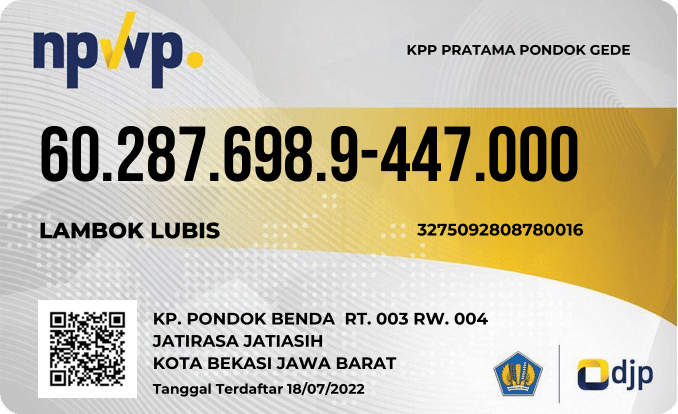 npwp.
KPP PRATAMA PONDOK GEDE
60.287.698.9-447.000
LAMBOK LUBIS
3275092808780016
KP. PONDOK BENDA RT. 003 RW. 004
JATIRASA JATIASIH
KOTA BEKASI JAWA BARAT
Tanggal Terdaftar 18/07/2022
djp